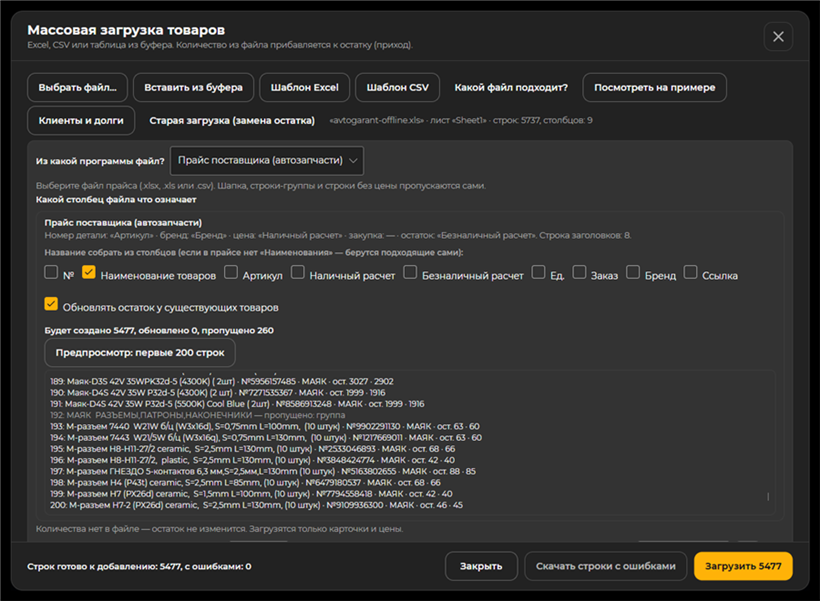 Массовая загрузка товаров
Excel, CSV или таблица из буфера. Количество из файла прибавляется к остатку (приход).
Выбрать файл... Вставить из буфера Шаблон Excel Шаблон CSV Какой файл подходит? Посмотреть на примере
Клиенты и долги Старая загрузка (замена остатка) «avtogarant-offline.xls» · лист «Sheet1» · строк: 5737, столбцов: 9
Из какой программы файл? Прайс поставщика (автозапчасти)
Выберите файл прайса (.xlsx, .xls или .csv). Шапка, строки-группы и строки без цены пропускаются сами.
Какой столбец файла что означает
Прайс поставщика (автозапчасти)
Номер детали: «Артикул» · бренд: «Бренд» · цена: «Наличный расчет» · закупка: — · остаток: «Безналичный расчет». Строка заголовков: 8.
Название собрать из столбцов (если в прайсе нет «Наименования» — берутся подходящие сами):
№ Наименование товаров Артикул Наличный расчет Безналичный расчет Ед. Заказ Бренд Ссылка
Обновлять остаток у существующих товаров
Будет создано 5477, обновлено 0, пропущено 260
Предпросмотр: первые 200 строк
189: Маяк-D3S 42V 35WPK32d-5 (4300K) ( 2шт) · №5956157485 · МАЯК · ост. 3027 · 2902
190: Маяк-D4S 42V 35W P32d-5 (4300K) (2 шт) · №7271535367 · МАЯК · ост. 1999 · 1916
191: Маяк-D4S 42V 35W P32d-5 (5500K) Cool Blue ( 2шт) · №8586913248 · МАЯК · ост. 1999 · 1916
192: МАЯК РАЗЪЕМЫ,ПАТРОНЫ,НАКОНЕЧНИКИ — пропущено: группа
193: М-разъем 7440 W21W б/ц (W3x16d), S=0,75mm L=100mm, (10 штук) · №9902291130 · МАЯК · ост. 63 · 60
194: М-разъем 7443 W21/5W б/ц (W3x16q), S=0,75mm L=130mm, (10 штук) · №1217669011 · МАЯК · ост. 63 · 60
195: М-разъем H8-H11-27/2 ceramic, S=2,5mm L=130mm (10 штук) · №2533046893 · МАЯК · ост. 68 · 66
196: М-разъем H8-H11-27/2, plastic, S=2,5mm L=130mm (10 штук) · №3848424774 · МАЯК · ост. 42 · 40
197: М-разъем ГНЕЗДО 5-контактов 6,3 мм,S=2,5мм,L=130mm (10 штук) · №5163802655 · МАЯК · ост. 88 · 85
198: М-разъем H4 (P43t) ceramic, S=2,5mm L=85mm, (10 штук) · №6479180537 · МАЯК · ост. 68 · 66
199: М-разъем H7 (PX26d) ceramic, S=1,5mm L=100mm, (10 штук) · №7794558418 · МАЯК · ост. 42 · 40
200: М-разъем H7-2 (PX26d) ceramic, S=2,5mm L=130mm, (10 штук) · №9109936300 · МАЯК · ост. 46 · 45
Количества нет в файле — остаток не изменится. Загрузятся только карточки и цены.
Строк готово к добавлению: 5477, с ошибками: 0 Закрыть Скачать строки с ошибками Загрузить 5477